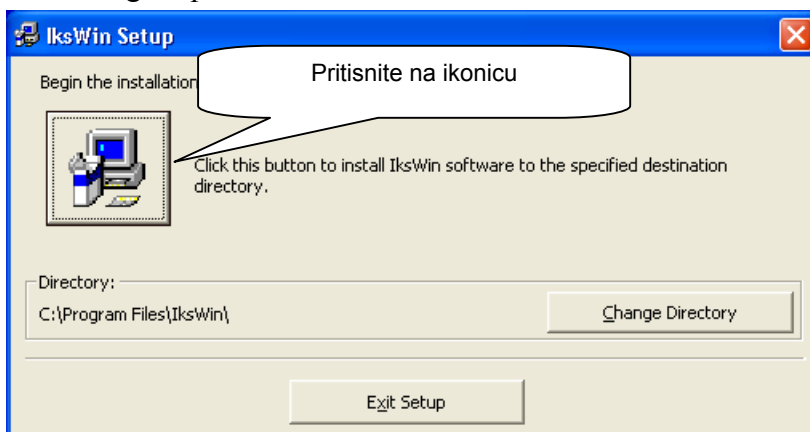 IksWin Setup
Begin the installation
Pritisnite na ikonicu
Click this button to install IksWin software to the specified destination
directory.
Directory:
C:\Program Files\IksWin\
Change Directory
Exit Setup